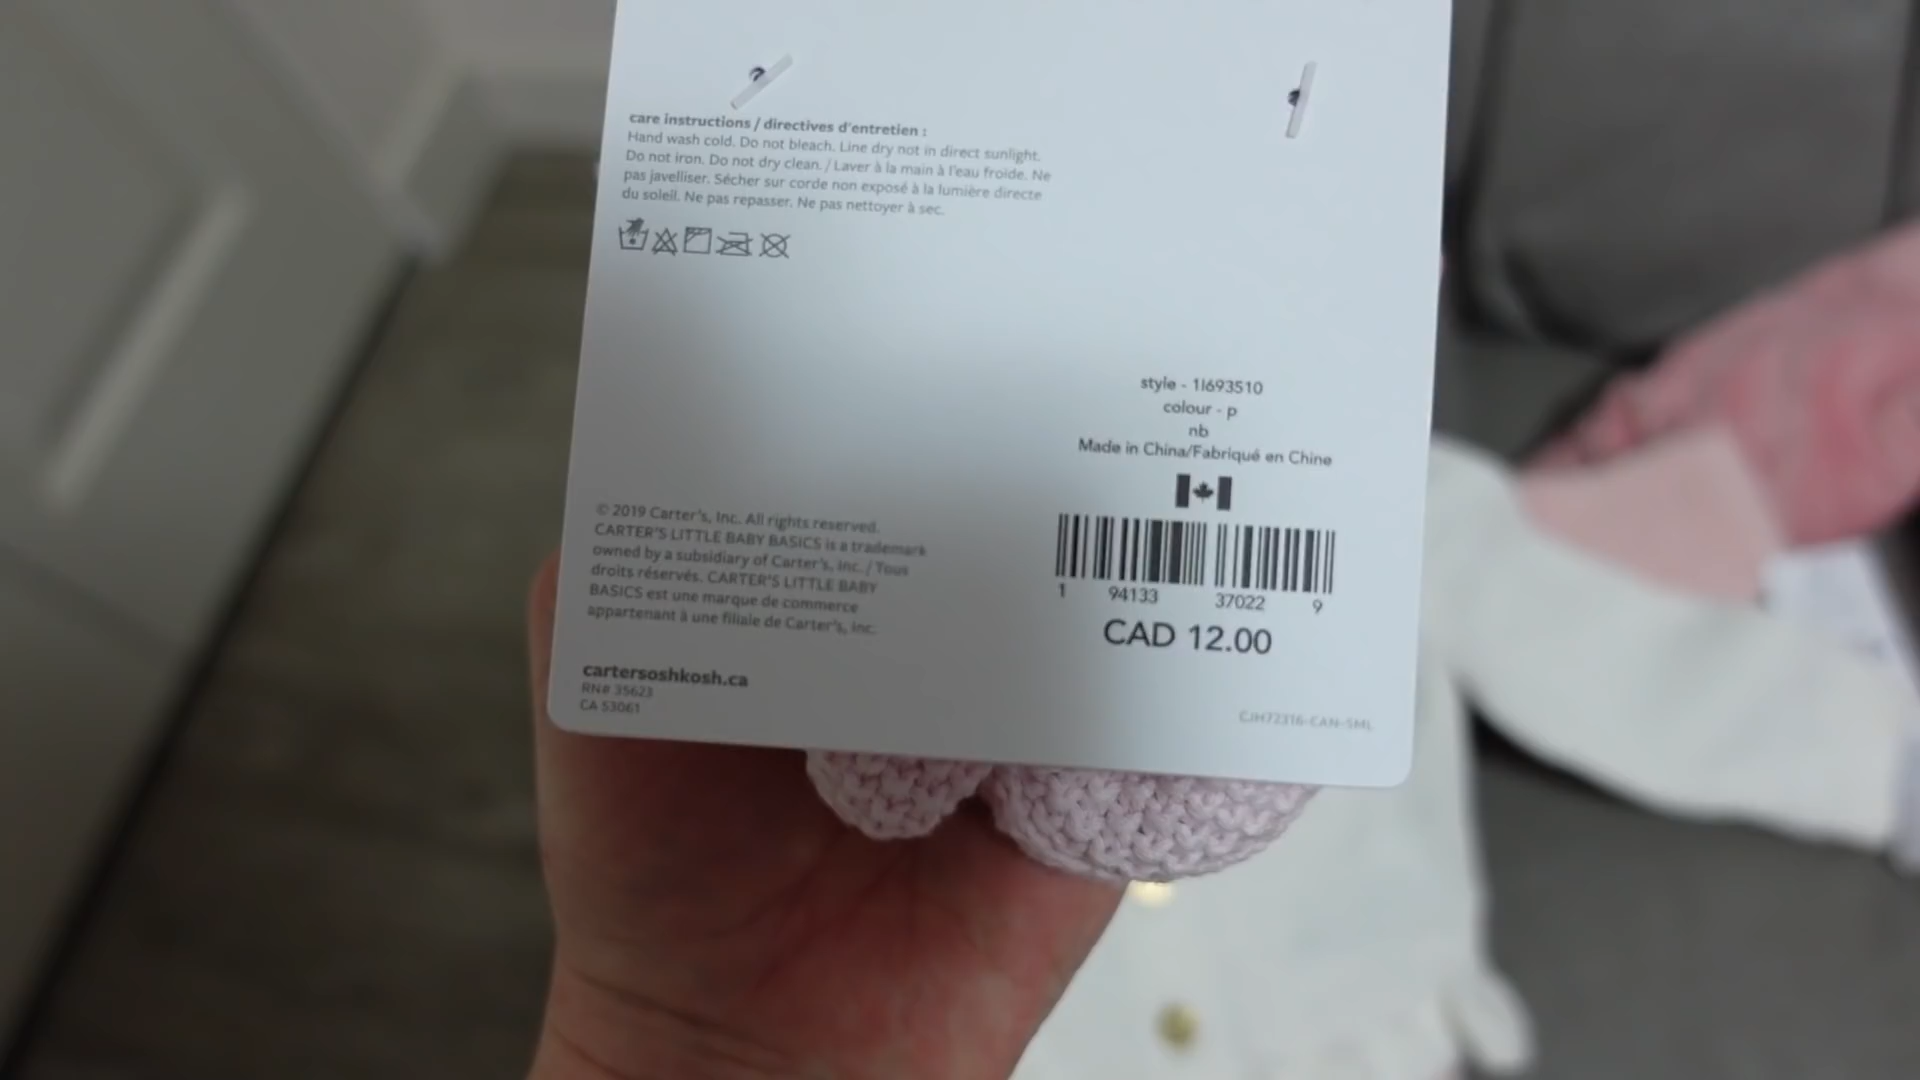 care instructions / directives d'entretien :
Hand wash cold. Do not bleach. Line dry not in direct sunlight.
Do not iron. Do not dry clean. / Laver à la main à l'eau froide. Ne
pas javelliser. Sécher sur corde non exposé à la lumière directe
du soleil. Ne pas repasser. Ne pas nettoyer à sec.
style - 1I693510
colour - p
nb
Made in China/Fabriqué en Chine
1 94133 37022 9
CAD 12.00
© 2019 Carter's, Inc. All rights reserved.
CARTER'S LITTLE BABY BASICS is a trademark
owned by a subsidiary of Carter's, Inc. / Tous
droits réservés. CARTER'S LITTLE BABY
BASICS est une marque de commerce
appartenant à une filiale de Carter's, Inc.
cartersoshkosh.ca
RN# 35623
CA 53061
CJH72316-CAN-SML